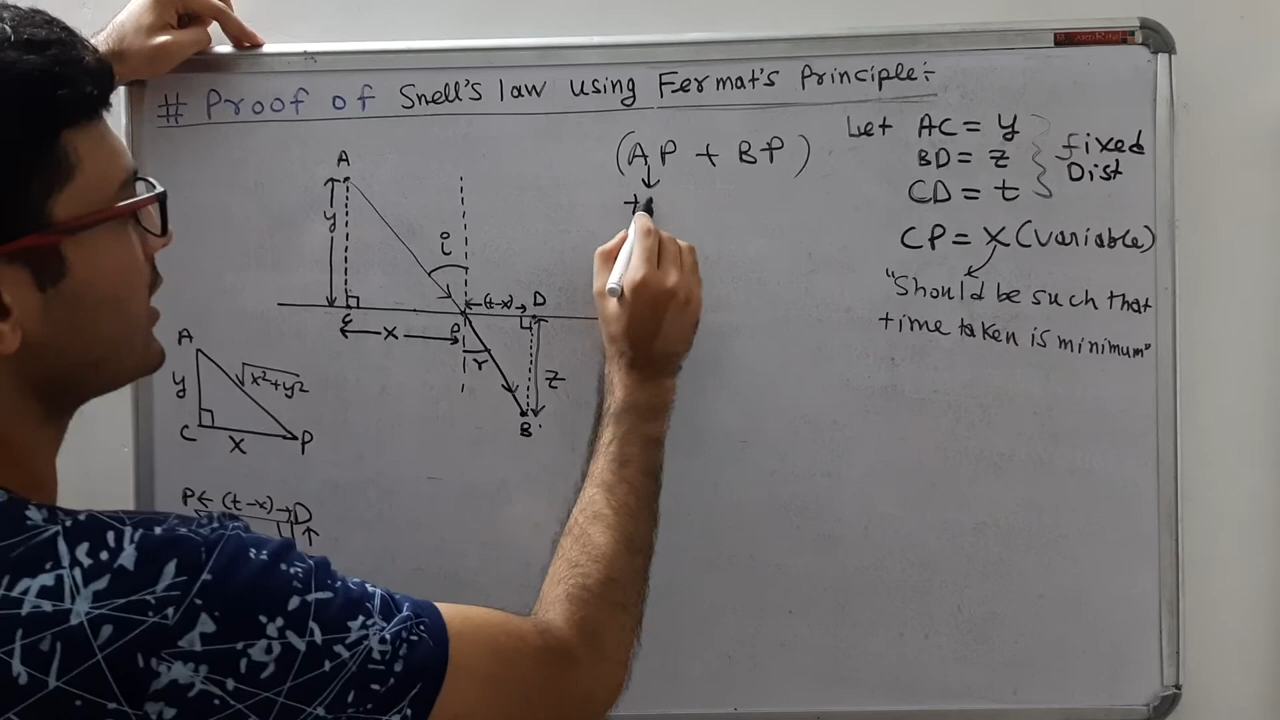 # Proof of Snell's law using Fermat's Principle:-
(AP + BP)
Let AC = y
BD = z
CD = t
fixed
Dist
CP = x (variable)
"Should be such that
time taken is minimum"
A
y
i
C
x
P
(t-x)
D
r
z
B
A
y
√x²+y²
C
x
P
P (t-x) D